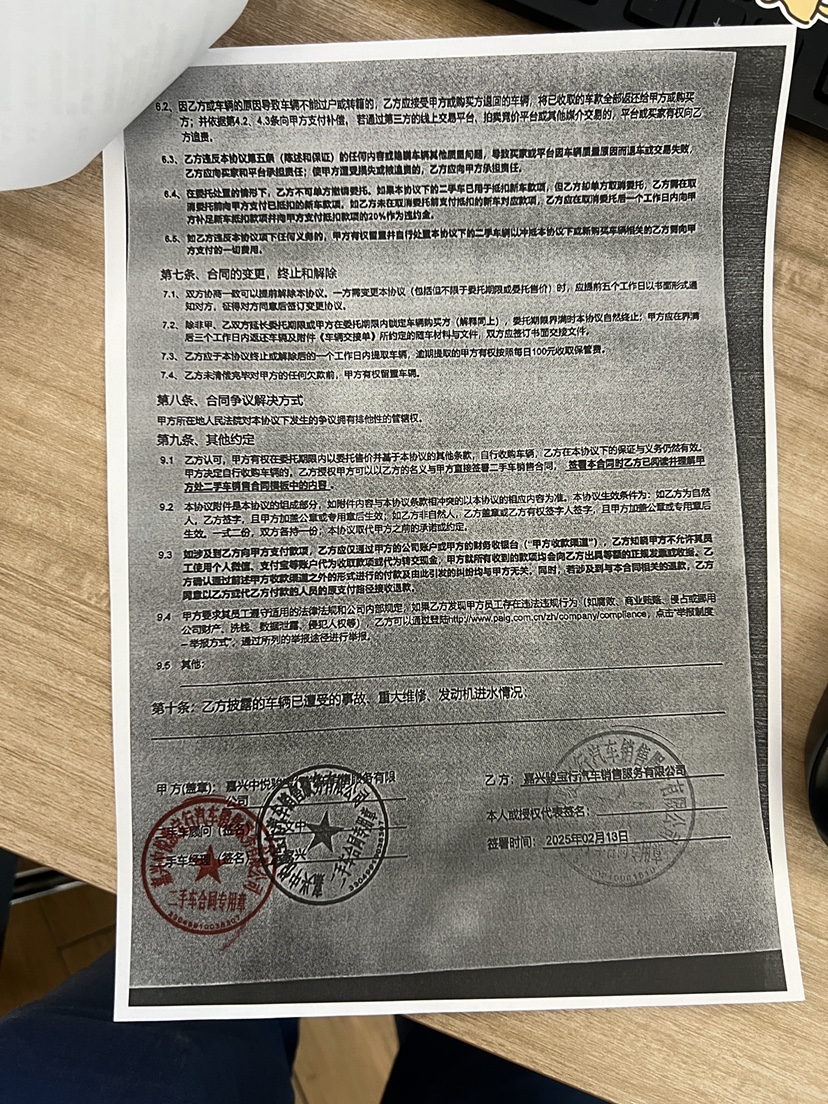 6.2、因乙方或车辆的原因导致车辆不能过户或转籍的，乙方应接受甲方或购买方退回的车辆，将已收取的车款全部返还给甲方或购买
方；并依据第4.2、4.3条向甲方支付补偿，若通过第三方的线上交易平台、拍卖竞价平台或其他媒介交易的，平台或买家有权向乙
方追责。
6.3、乙方违反本协议第五条（陈述和保证）的任何内容或隐瞒车辆其他质量问题，导致买家或平台因车辆质量原因而退车或交易失败，
乙方应向买家和平台承担责任；使甲方遭受损失或被追责的，乙方应向甲方承担责任。
6.4、在委托处置的情形下，乙方不可单方撤销委托。如果本协议下的二手车已用于抵扣新车款项，但乙方却单方取消委托，乙方需在取
消委托前向甲方支付已抵扣的新车款项。如乙方未在取消委托前支付抵扣的新车对应款项，乙方应在取消委托后一个工作日内向甲
方补足新车抵扣款项并向甲方支付抵扣款项的20%作为违约金。
6.5、如乙方违反本协议项下任何义务的，甲方有权留置并自行处置本协议下的二手车以冲抵本协议下或新购买车辆相关的乙方需向甲
方支付的一切费用。
第七条、合同的变更，终止和解除
7.1、双方协商一致可以提前解除本协议。一方需变更本协议（包括但不限于委托期限或委托售价）时，应提前五个工作日以书面形式通
知对方，征得对方同意后签订变更协议。
7.2、除非甲、乙双方延长委托期限或甲方在委托期限内锁定车辆购买方（解释同上），委托期限界满时本协议自然终止；甲方应在界满
后三个工作日内返还车辆及附件《车辆交接单》所约定的随车材料与文件，双方应签订书面交接文件。
7.3、乙方应于本协议终止或解除后的一个工作日内提取车辆，逾期提取的甲方有权按照每日100元收取保管费。
7.4、乙方未清偿完毕对甲方的任何欠款前，甲方有权留置车辆。
第八条、合同争议解决方式
甲方所在地人民法院对本协议下发生的争议拥有排他性的管辖权。
第九条、其他约定
9.1 乙方认可，甲方有权在委托期限内以委托售价并基于本协议的其他条款，自行收购车辆，乙方在本协议下的保证与义务仍然有效。
甲方决定自行收购车辆的，乙方授权甲方可以以乙方的名义与甲方直接签署二手车销售合同，签署本合同时乙方已阅读并理解甲
方处二手车销售合同模板中的内容。
9.2 本协议附件是本协议的组成部分，如附件内容与本协议条款相冲突的以本协议的相应内容为准。本协议生效条件为：如乙方为自然
人，乙方签字，且甲方加盖公章或专用章后生效；如乙方非自然人，乙方盖章或乙方有权签字人签字，且甲方加盖公章或专用章后
生效。一式二份，双方各持一份；本协议取代甲方之前的承诺或约定。
9.3 如涉及到乙方向甲方支付款项，乙方应仅通过甲方的公司账户或甲方的财务收银台（“甲方收款渠道”），乙方知晓甲方不允许其员
工使用个人微信、支付宝等账户代为收取款项或代为转交现金；甲方就所有收到的款项均会向乙方出具等额的正规发票或收据。乙
方确认通过前述甲方收款渠道之外的形式进行的付款及由此引发的纠纷均与甲方无关。同时，若涉及到与本合同相关的退款，乙方
同意以乙方或代乙方付款的人员的原支付路径接收退款。
9.4 甲方要求其员工遵守适用的法律法规和公司内部规定，如果乙方发现甲方员工存在违法违规行为（如腐败、商业贿赂、侵占或挪用
公司财产、洗钱、数据泄露、侵犯人权等），乙方可以通过登陆http://www.paig.com.cn/zh/company/compliance，点击“举报制度
—举报方式”，通过所列的举报途径进行举报。
9.5 其他：
第十条：乙方披露的车辆已遭受的事故、重大维修、发动机进水情况：
甲方(盖章)： 嘉兴中悦骏宝行汽车销售服务有限
公司
乙方： 嘉兴骏宝行汽车销售服务有限公司
手车顾问（签名）
本人或授权代表签名：
手车经理（签名）
签署时间： 2025年02月13日
二手车合同专用章
二手车合同专用章